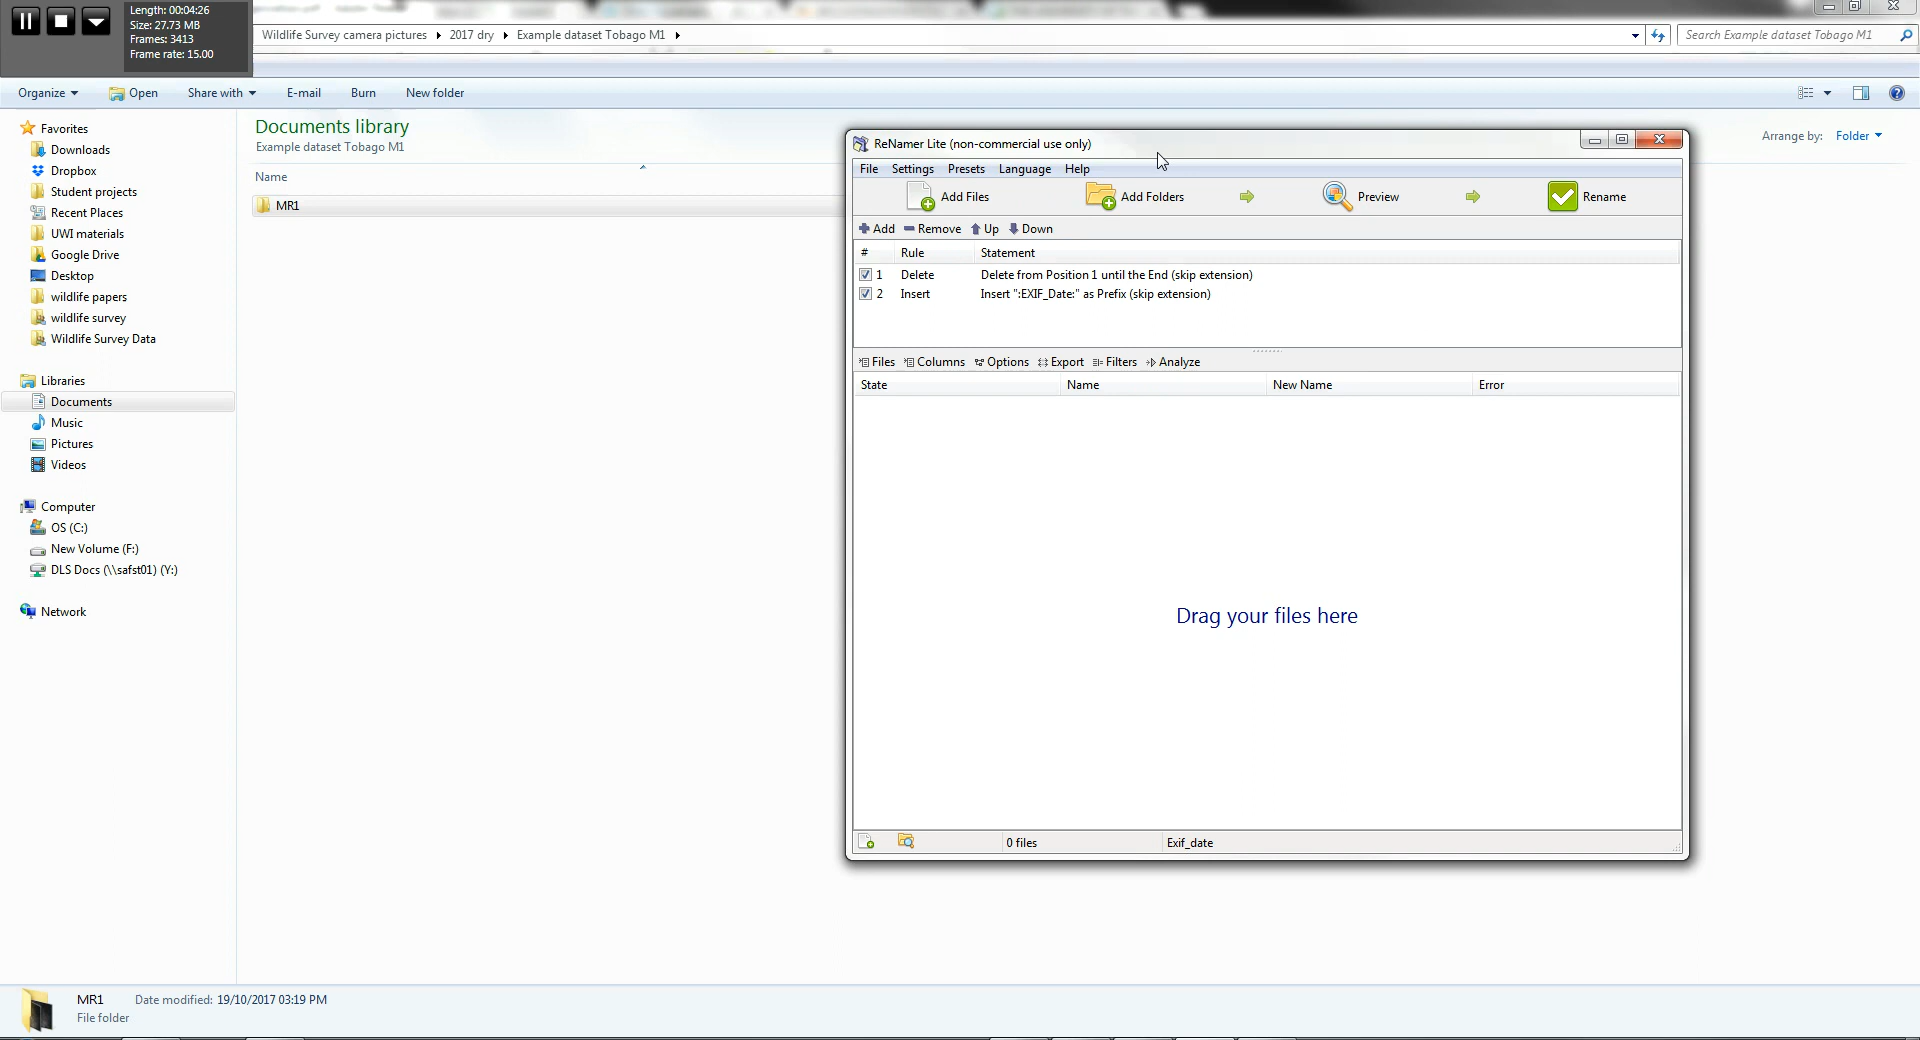 Length: 00:04:26
Size: 27.73 MB
Frames: 3413
Frame rate: 15.00
Wildlife Survey camera pictures 2017 dry Example dataset Tobago M1
Search Example dataset Tobago M1
Organize Open Share with E-mail Burn New folder
Favorites
Downloads
Dropbox
Student projects
Recent Places
UWI materials
Google Drive
Desktop
wildlife papers
wildlife survey
Wildlife Survey Data
Libraries
Documents
Music
Pictures
Videos
Computer
OS (C:)
New Volume (F:)
DLS Docs (\\safst01) (Y:)
Network
Documents library
Example dataset Tobago M1
Arrange by: Folder
Name
MR1
ReNamer Lite (non-commercial use only)
File Settings Presets Language Help
Add Files Add Folders Preview Rename
Add Remove Up Down
# Rule Statement
1 Delete Delete from Position 1 until the End (skip extension)
2 Insert Insert ":EXIF_Date:" as Prefix (skip extension)
Files Columns Options Export Filters Analyze
State Name New Name Error
Drag your files here
0 files Exif_date
MR1 Date modified: 19/10/2017 03:19 PM
File folder